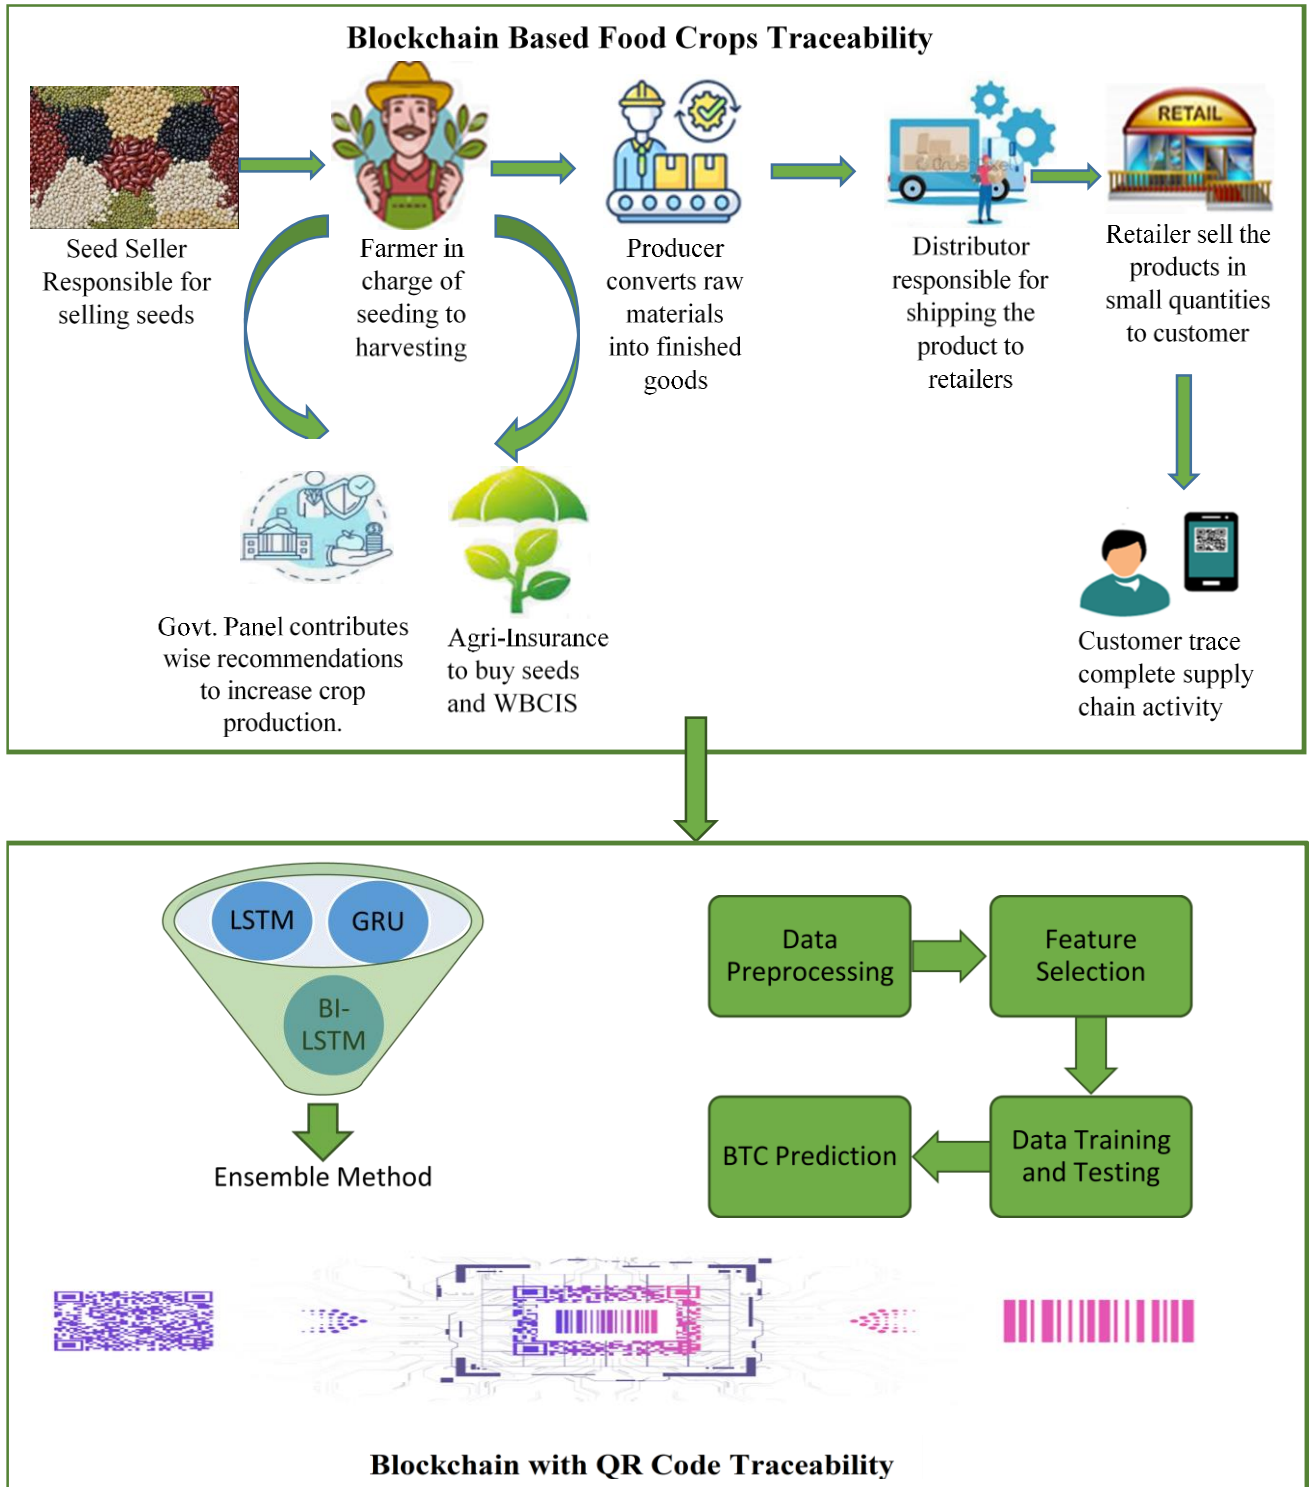 Blockchain Based Food Crops Traceability
RETAIL
Seed Seller
Responsible for
selling seeds
Farmer in
charge of
seeding to
harvesting
Producer
converts raw
materials
into finished
goods
Distributor
responsible for
shipping the
product to
retailers
Retailer sell the
products in
small quantities
to customer
Govt. Panel contributes
wise recommendations
to increase crop
production.
Agri-Insurance
to buy seeds
and WBCIS
Customer trace
complete supply
chain activity
LSTM
GRU
BI-
LSTM
Ensemble Method
Data
Preprocessing
Feature
Selection
Data Training
and Testing
BTC Prediction
Blockchain with QR Code Traceability